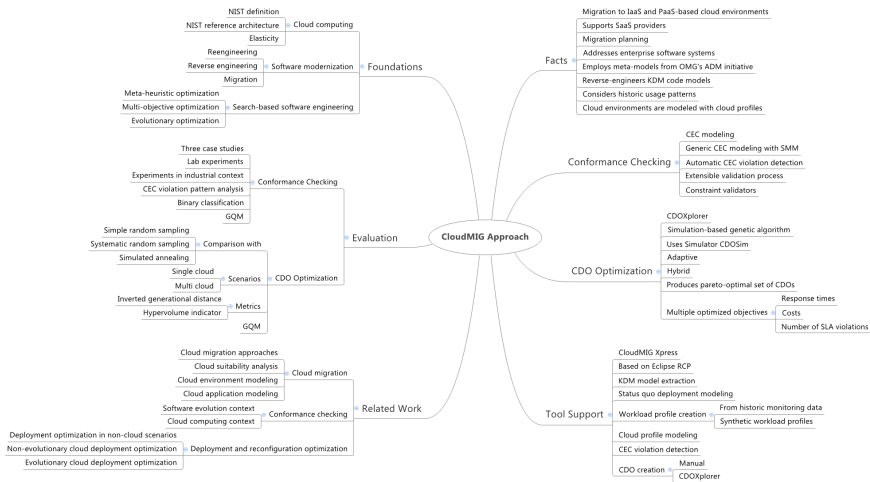 CloudMIG Approach
Foundations
Cloud computing
NIST definition
NIST reference architecture
Elasticity
Software modernization
Reengineering
Reverse engineering
Migration
Search-based software engineering
Meta-heuristic optimization
Multi-objective optimization
Evolutionary optimization
Evaluation
Conformance Checking
Three case studies
Lab experiments
Experiments in industrial context
CEC violation pattern analysis
Binary classification
GQM
CDO Optimization
Comparison with
Simple random sampling
Systematic random sampling
Simulated annealing
Scenarios
Single cloud
Multi cloud
Metrics
Inverted generational distance
Hypervolume indicator
GQM
Related Work
Cloud migration
Cloud migration approaches
Cloud suitability analysis
Cloud environment modeling
Cloud application modeling
Conformance checking
Software evolution context
Cloud computing context
Deployment and reconfiguration optimization
Deployment optimization in non-cloud scenarios
Non-evolutionary cloud deployment optimization
Evolutionary cloud deployment optimization
Facts
Migration to IaaS and PaaS-based cloud environments
Supports SaaS providers
Migration planning
Addresses enterprise software systems
Employs meta-models from OMG's ADM initiative
Reverse-engineers KDM code models
Considers historic usage patterns
Cloud environments are modeled with cloud profiles
Conformance Checking
CEC modeling
Generic CEC modeling with SMM
Automatic CEC violation detection
Extensible validation process
Constraint validators
CDO Optimization
CDOXplorer
Simulation-based genetic algorithm
Uses Simulator CDOSim
Adaptive
Hybrid
Produces pareto-optimal set of CDOs
Multiple optimized objectives
Response times
Costs
Number of SLA violations
Tool Support
CloudMIG Xpress
Based on Eclipse RCP
KDM model extraction
Status quo deployment modeling
Workload profile creation
From historic monitoring data
Synthetic workload profiles
Cloud profile modeling
CEC violation detection
CDO creation
Manual
CDOXplorer